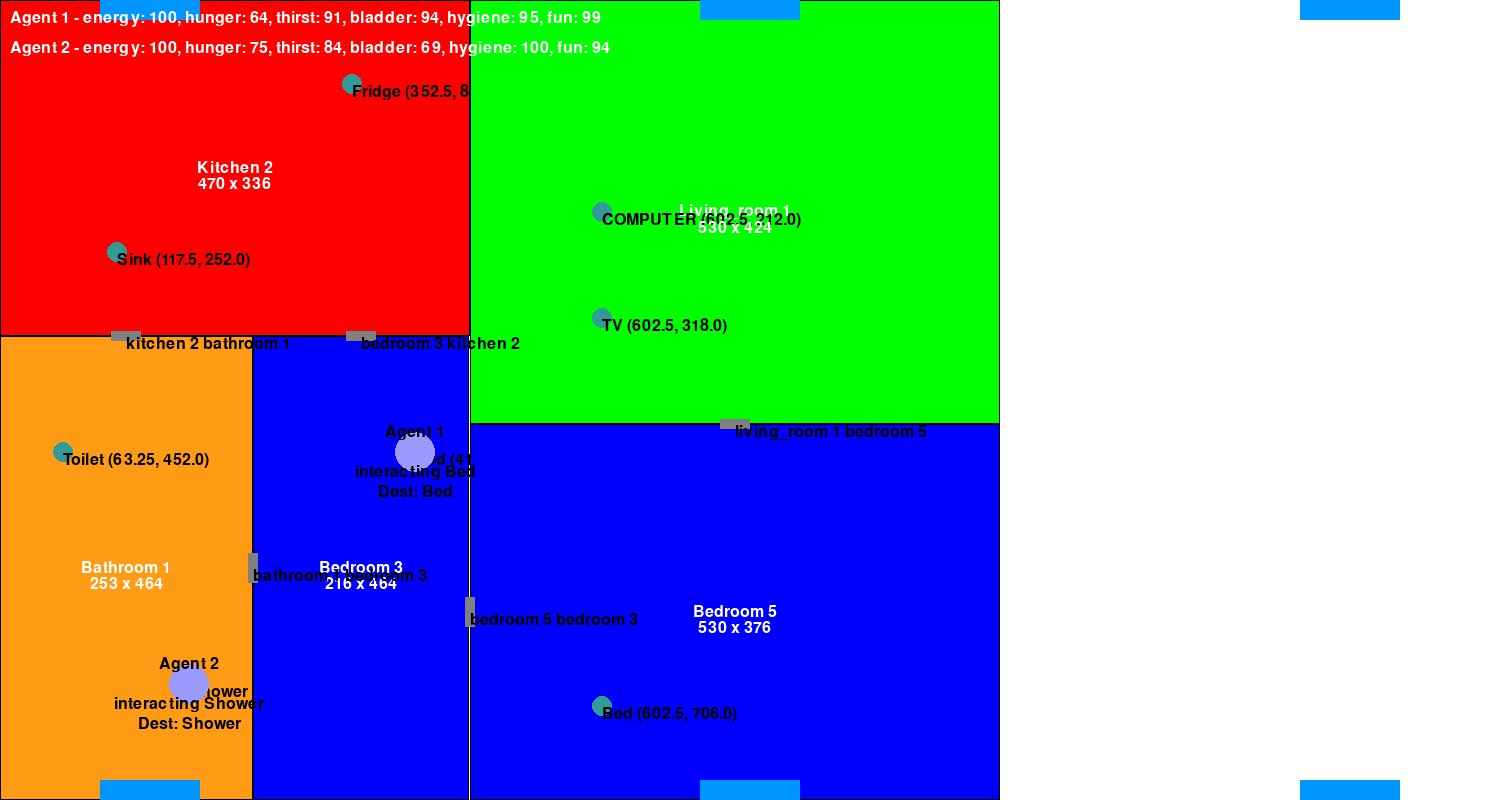 Agent 1 - energy: 100, hunger: 64, thirst: 91, bladder: 94, hygiene: 95, fun: 99
Agent 2 - energy: 100, hunger: 75, thirst: 84, bladder: 69, hygiene: 100, fun: 94
Fridge (352.5, 8
Kitchen 2
470 x 336
Living_room 1
530 x 424
COMPUTER (602.5, 212.0)
Sink (117.5, 252.0)
TV (602.5, 318.0)
kitchen 2 bathroom 1
bedroom 3 kitchen 2
Agent 1
living_room 1 bedroom 5
Toilet (63.25, 452.0)
d (41
interacting Bed
Dest: Bed
Bathroom 1
253 x 464
Bedroom 3
216 x 464
bathroom 1 bedroom 3
Bedroom 5
530 x 376
bedroom 5 bedroom 3
Agent 2
ower
interacting Shower
Dest: Shower
Bed (602.5, 706.0)